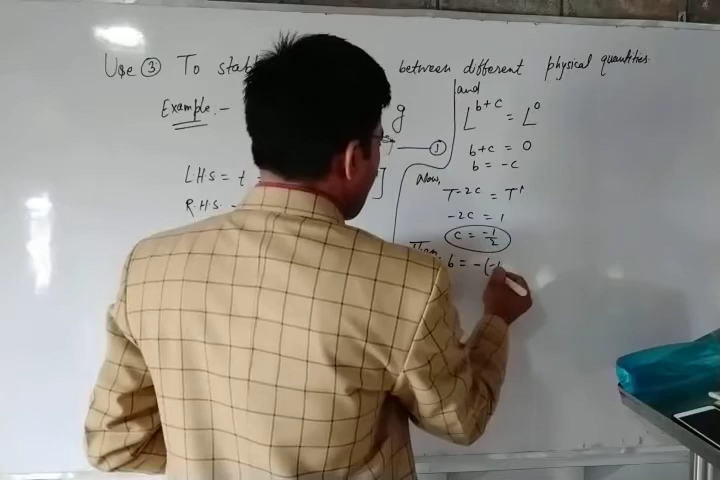 Use ③ To between different physical quantities.
Example:- g
①
LHS = t
R.H.S.
and
L^b+c = L^0
b+c = 0
b = -c
Now,
T^-2c = T^1
-2c = 1
c = -1/2
Then, b = -(-1